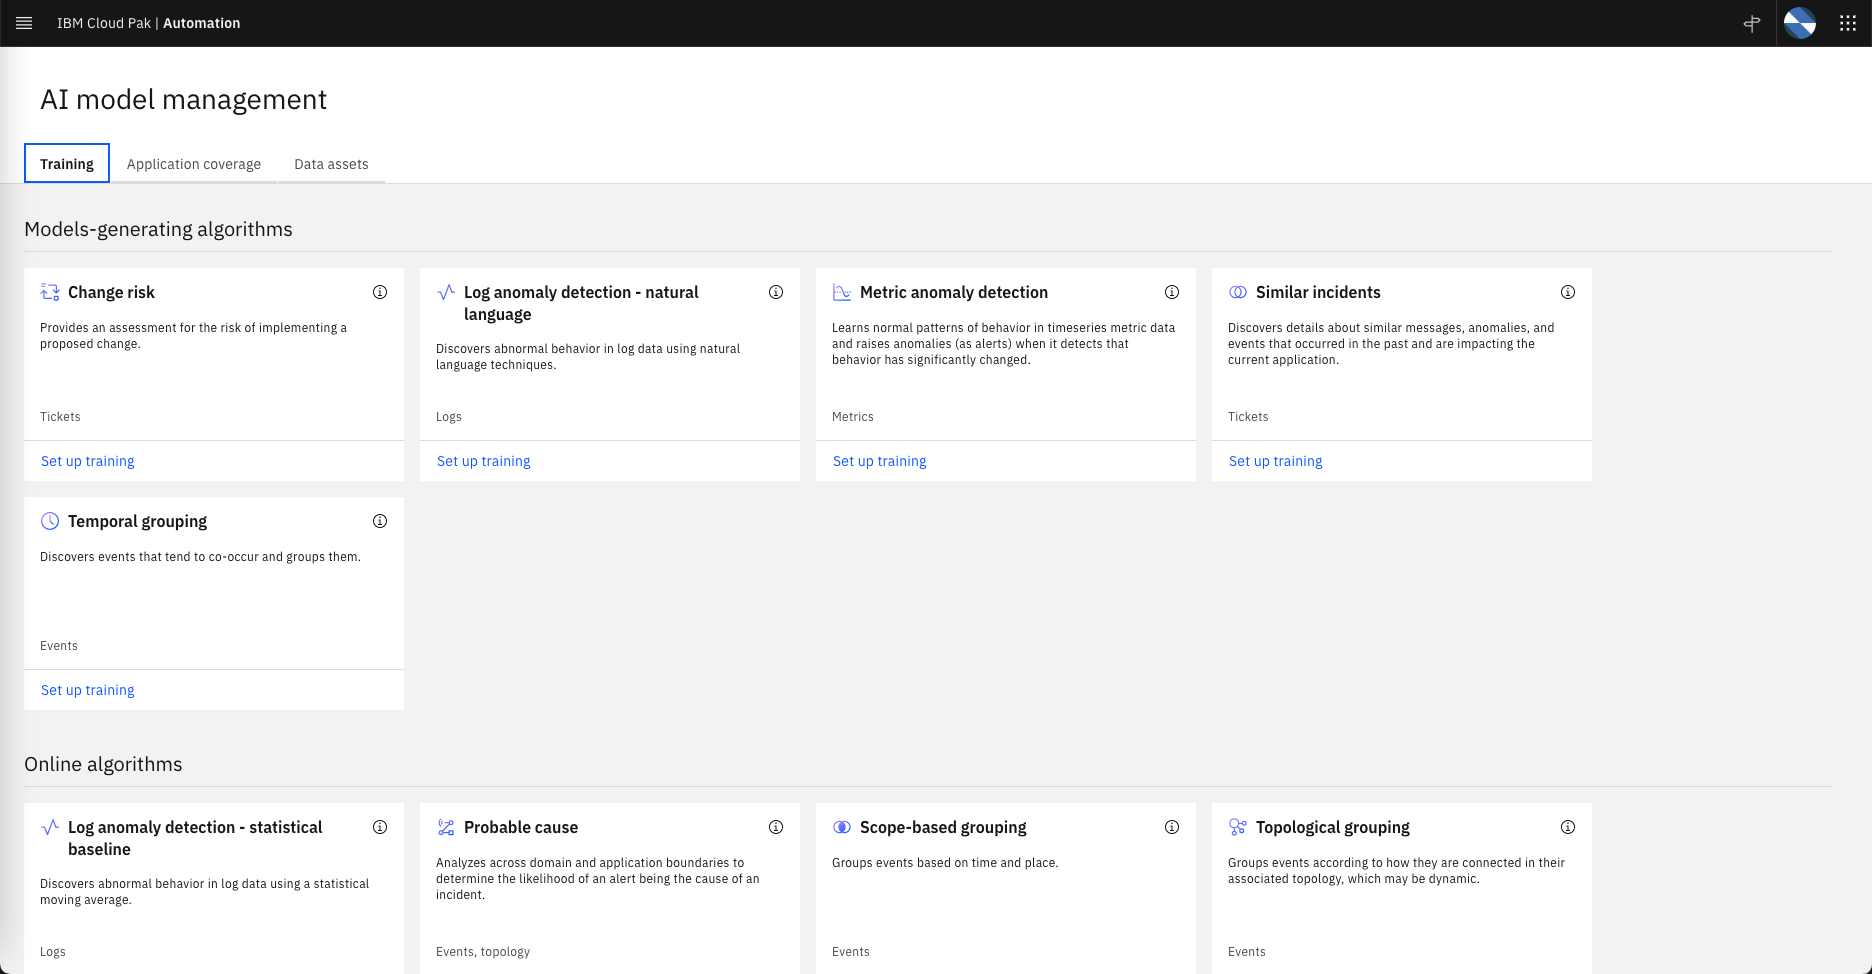 IBM Cloud Pak | Automation
AI model management
Training
Application coverage
Data assets
Models-generating algorithms
Change risk
Provides an assessment for the risk of implementing a
proposed change.
Tickets
Set up training
Log anomaly detection - natural
language
Discovers abnormal behavior in log data using natural
language techniques.
Logs
Set up training
Metric anomaly detection
Learns normal patterns of behavior in timeseries metric data
and raises anomalies (as alerts) when it detects that
behavior has significantly changed.
Metrics
Set up training
Similar incidents
Discovers details about similar messages, anomalies, and
events that occurred in the past and are impacting the
current application.
Tickets
Set up training
Temporal grouping
Discovers events that tend to co-occur and groups them.
Events
Set up training
Online algorithms
Log anomaly detection - statistical
baseline
Discovers abnormal behavior in log data using a statistical
moving average.
Logs
Probable cause
Analyzes across domain and application boundaries to
determine the likelihood of an alert being the cause of an
incident.
Events, topology
Scope-based grouping
Groups events based on time and place.
Events
Topological grouping
Groups events according to how they are connected in their
associated topology, which may be dynamic.
Events